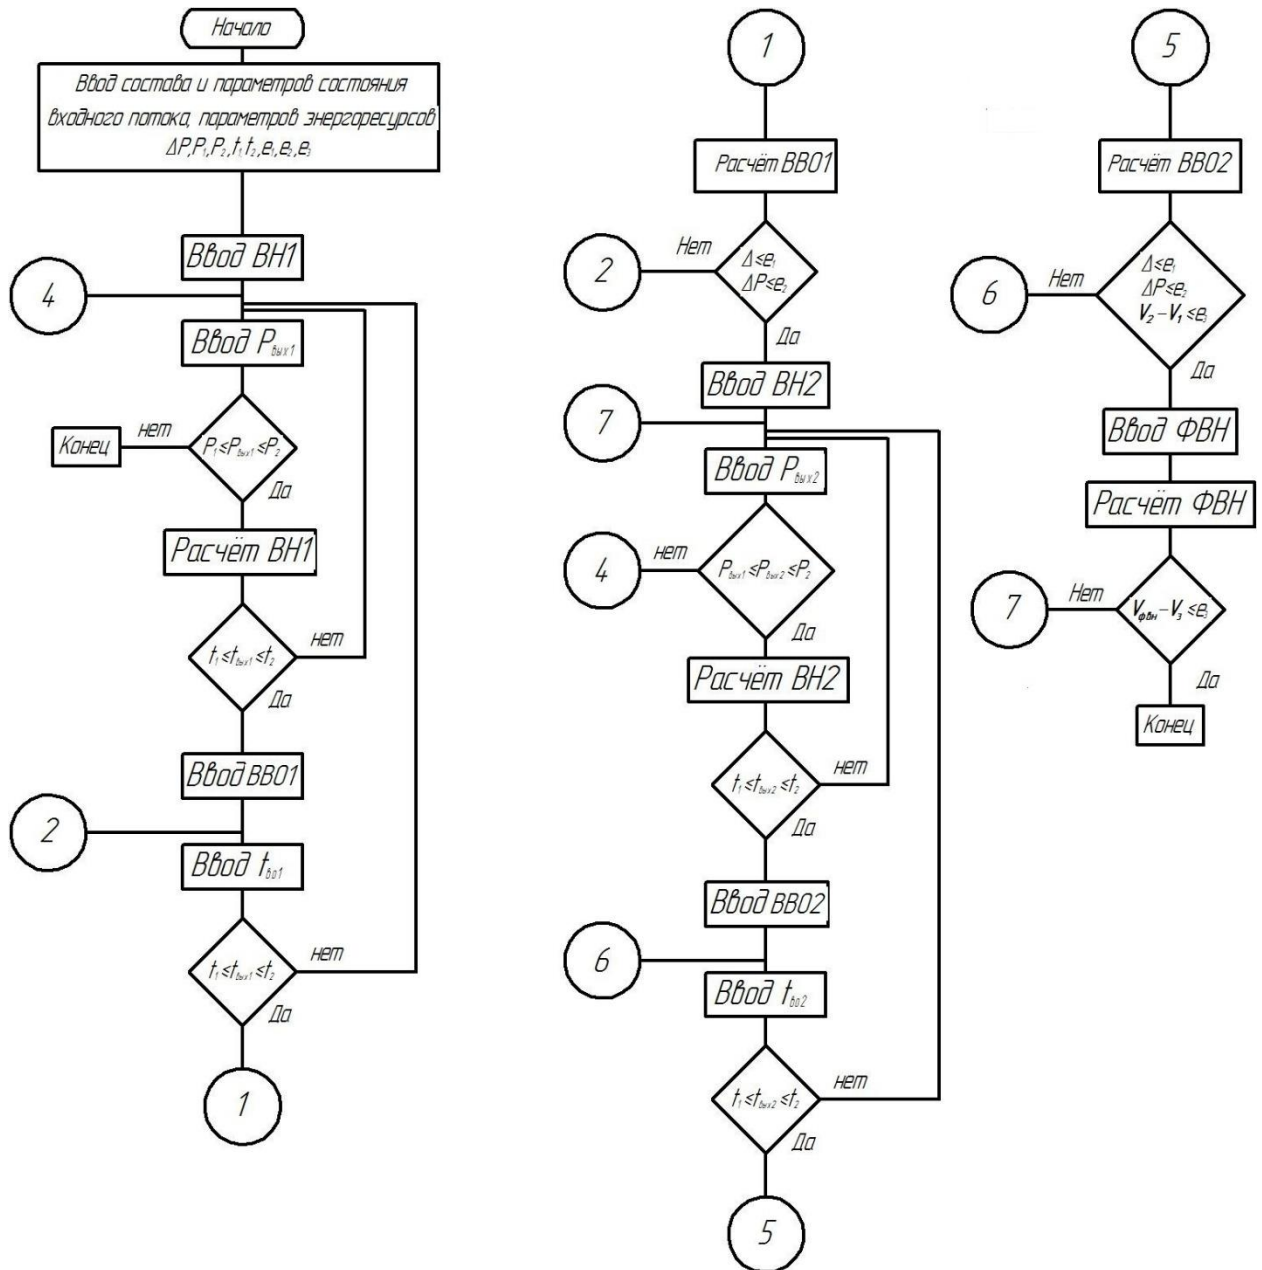 Начало
Ввод состава и параметров состояния
входного потока, параметров энергоресурсов
ΔP,P₁,P₂,t₁,t₂,e₁,e₂,e₃
Ввод ВН1
4
Ввод Pвых1
Конец
нет
P₁≤Pвых1≤P₂
Да
Расчёт ВН1
t₁≤tвых1≤t₂
нет
Да
Ввод ВВО1
2
Ввод tво1
t₁≤tвых1≤t₂
нет
Да
1
1
Расчёт ВВО1
2
Нет
Δ≤e₁
ΔP≤e₂
Да
Ввод ВН2
7
Ввод Pвых2
4
нет
Pвых1≤Pвых2≤P₂
Да
Расчёт ВН2
t₁≤tвых2≤t₂
нет
Да
Ввод ВВО2
6
Ввод tво2
t₁≤tвых2≤t₂
нет
Да
5
5
Расчёт ВВО2
6
Нет
Δ≤e₁
ΔP≤e₂
V₂–V₁≤e₃
Да
Ввод ФВН
Расчёт ФВН
7
Нет
Vфвн–V₃≤e₃
Да
Конец